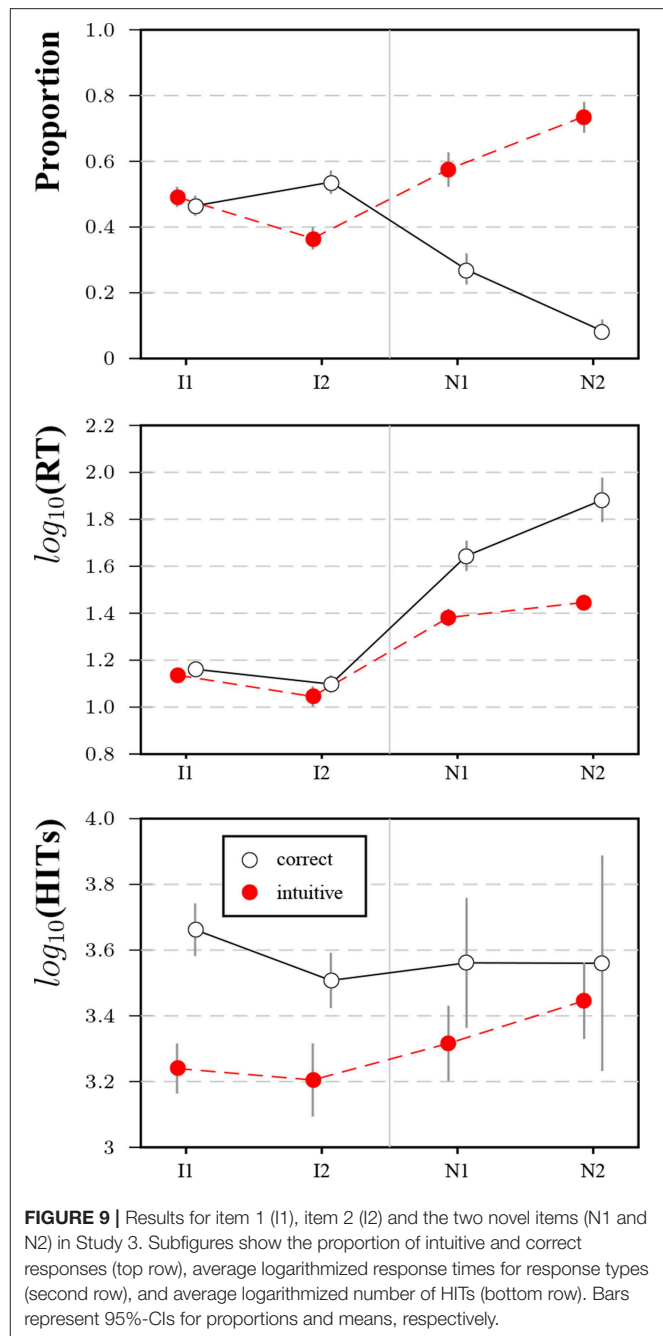 Proportion
1.0
0.8
0.6
0.4
0.2
0
I1 I2 N1 N2
log10(RT)
2.2
2.0
1.8
1.6
1.4
1.2
1.0
0.8
I1 I2 N1 N2
log10(HITs)
4.0
3.8
3.6
3.4
3.2
3
correct
intuitive
I1 I2 N1 N2
FIGURE 9 | Results for item 1 (I1), item 2 (I2) and the two novel items (N1 and
N2) in Study 3. Subfigures show the proportion of intuitive and correct
responses (top row), average logarithmized response times for response types
(second row), and average logarithmized number of HITs (bottom row). Bars
represent 95%-CIs for proportions and means, respectively.